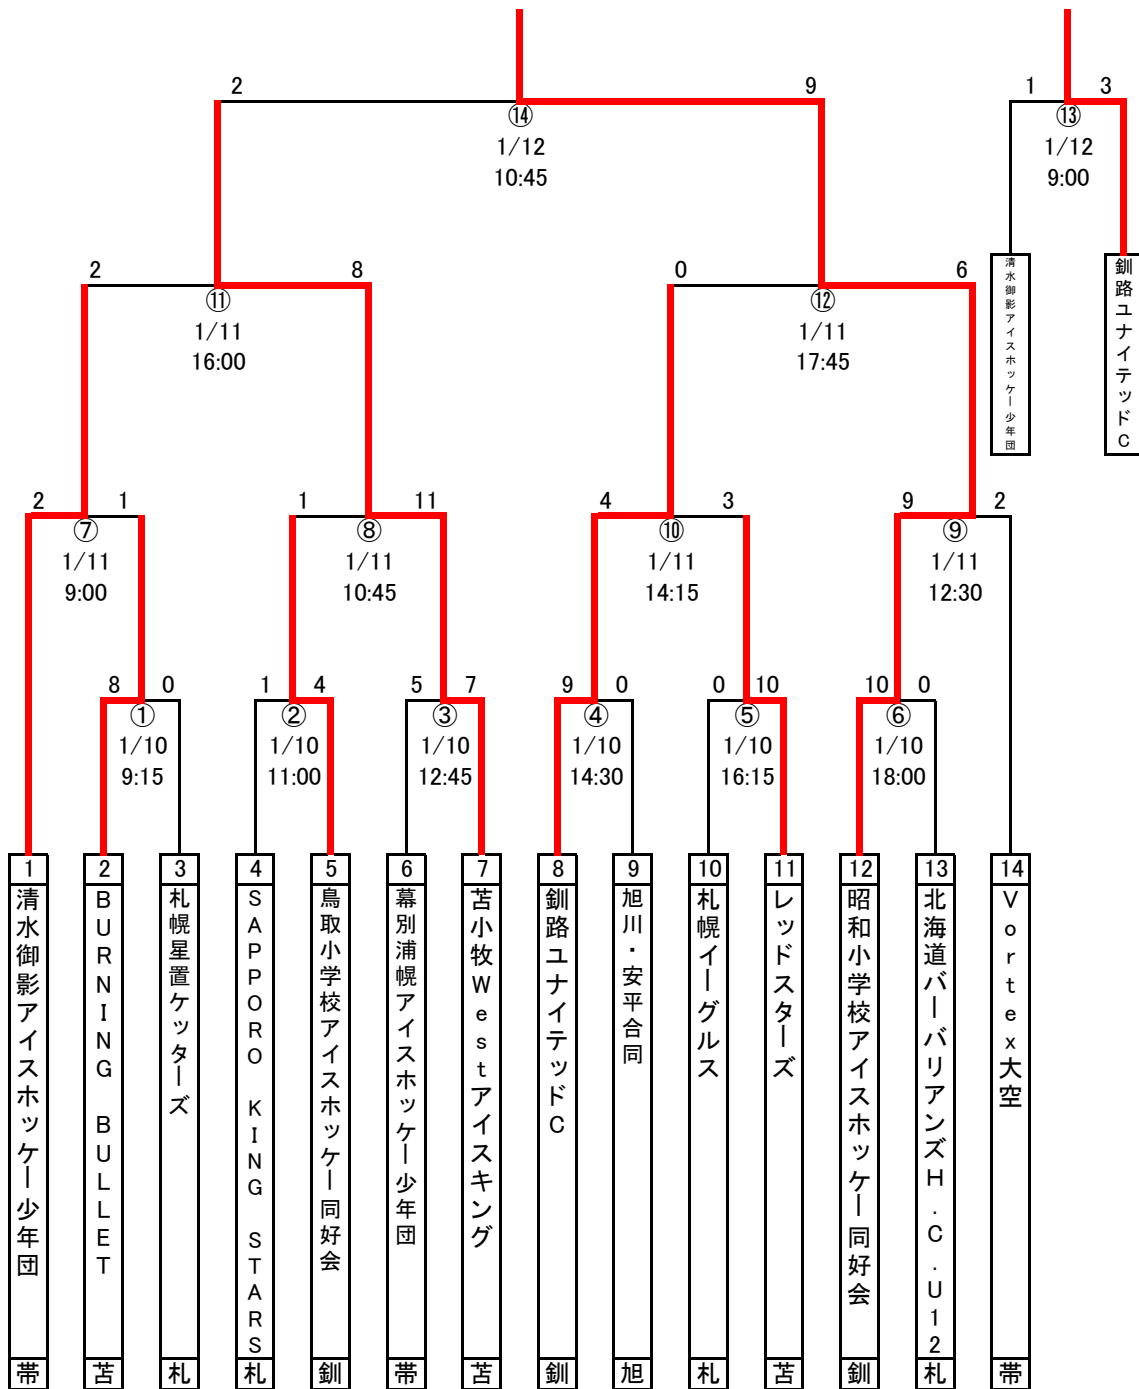 2 9 1 3
⑭ ⑬
1/12 1/12
10:45 9:00
清水御影アイスホッケー少年団
釧路ユナイテッドC
2 8 0 6
⑪ ⑫
1/11 1/11
16:00 17:45
2 1 1 11 4 3 9 2
⑦ ⑧ ⑩ ⑨
1/11 1/11 1/11 1/11
9:00 10:45 14:15 12:30
8 0 1 4 5 7 9 0 0 10 10 0
① ② ③ ④ ⑤ ⑥
1/10 1/10 1/10 1/10 1/10 1/10
9:15 11:00 12:45 14:30 16:15 18:00
1 2 3 4 5 6 7 8 9 10 11 12 13 14
清水御影アイスホッケー少年団
BURNING BULLET
札幌星置ケッターズ
SAPPORO KING STARS
鳥取小学校アイスホッケー同好会
幕別浦幌アイスホッケー少年団
苫小牧Westアイスキング
釧路ユナイテッドC
旭川・安平合同
札幌イーグルス
レッドスターズ
昭和小学校アイスホッケー同好会
北海道バーバリアンズH.C.U12
Vortex大空
帯 苫 札 札 釧 帯 苫 釧 旭 札 苫 釧 札 帯